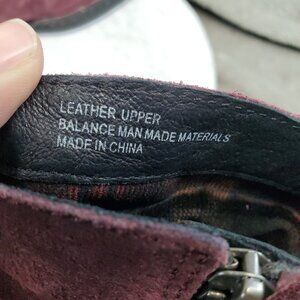 LEATHER UPPER
BALANCE MAN MADE MATERIALS
MADE IN CHINA